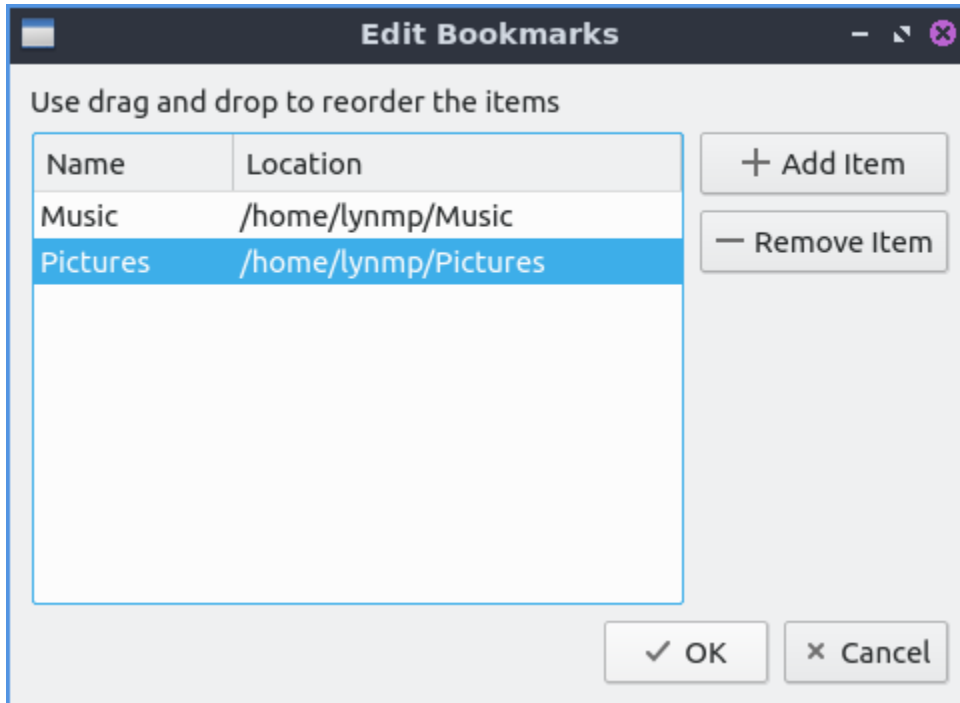 Edit Bookmarks
Use drag and drop to reorder the items
Name Location
Music /home/lynmp/Music
Pictures /home/lynmp/Pictures
Add Item
Remove Item
OK Cancel